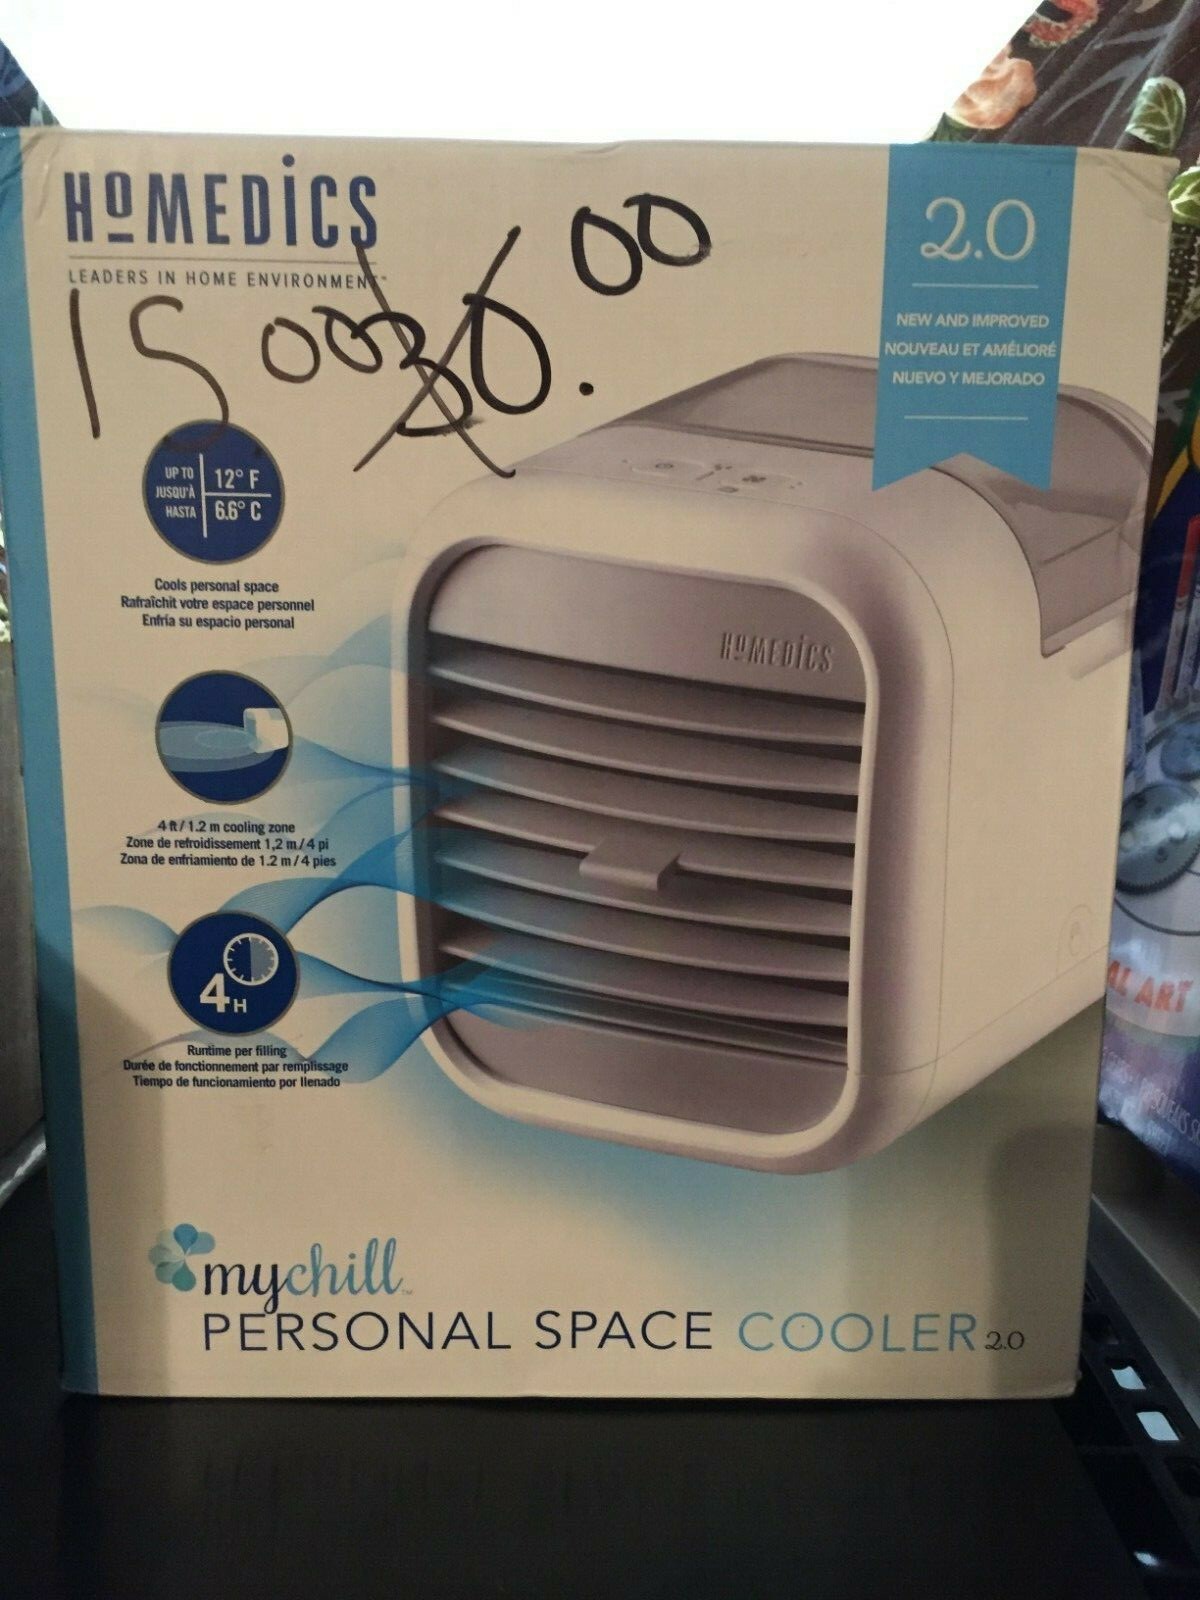 HoMEDiCS
LEADERS IN HOME ENVIRONMENT™
15 00
30.00
2.0
NEW AND IMPROVED
NOUVEAU ET AMÉLIORÉ
NUEVO Y MEJORADO
UP TO
JUSQU'À
HASTA
12° F
6.6° C
Cools personal space
Rafraîchit votre espace personnel
Enfría su espacio personal
HoMEDiCS
4 ft / 1.2 m cooling zone
Zone de refroidissement 1,2 m / 4 pi
Zona de enfriamiento de 1.2 m / 4 pies
4H
Runtime per filling
Durée de fonctionnement par remplissage
Tiempo de funcionamiento por llenado
AL ART
mychill™
PERSONAL SPACE COOLER 2.0